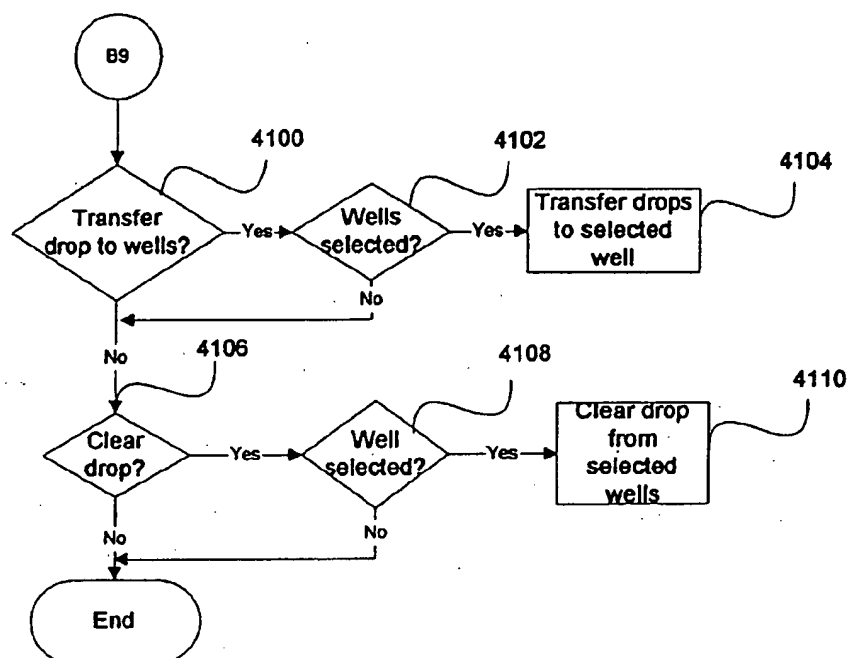 B9
4100
4102
4104
Transfer
drop to wells?
Yes
Wells
selected?
Yes
Transfer drops
to selected
well
No
No
4106
4108
4110
Clear
drop?
Yes
Well
selected?
Yes
Clear drop
from
selected
wells
No
No
End